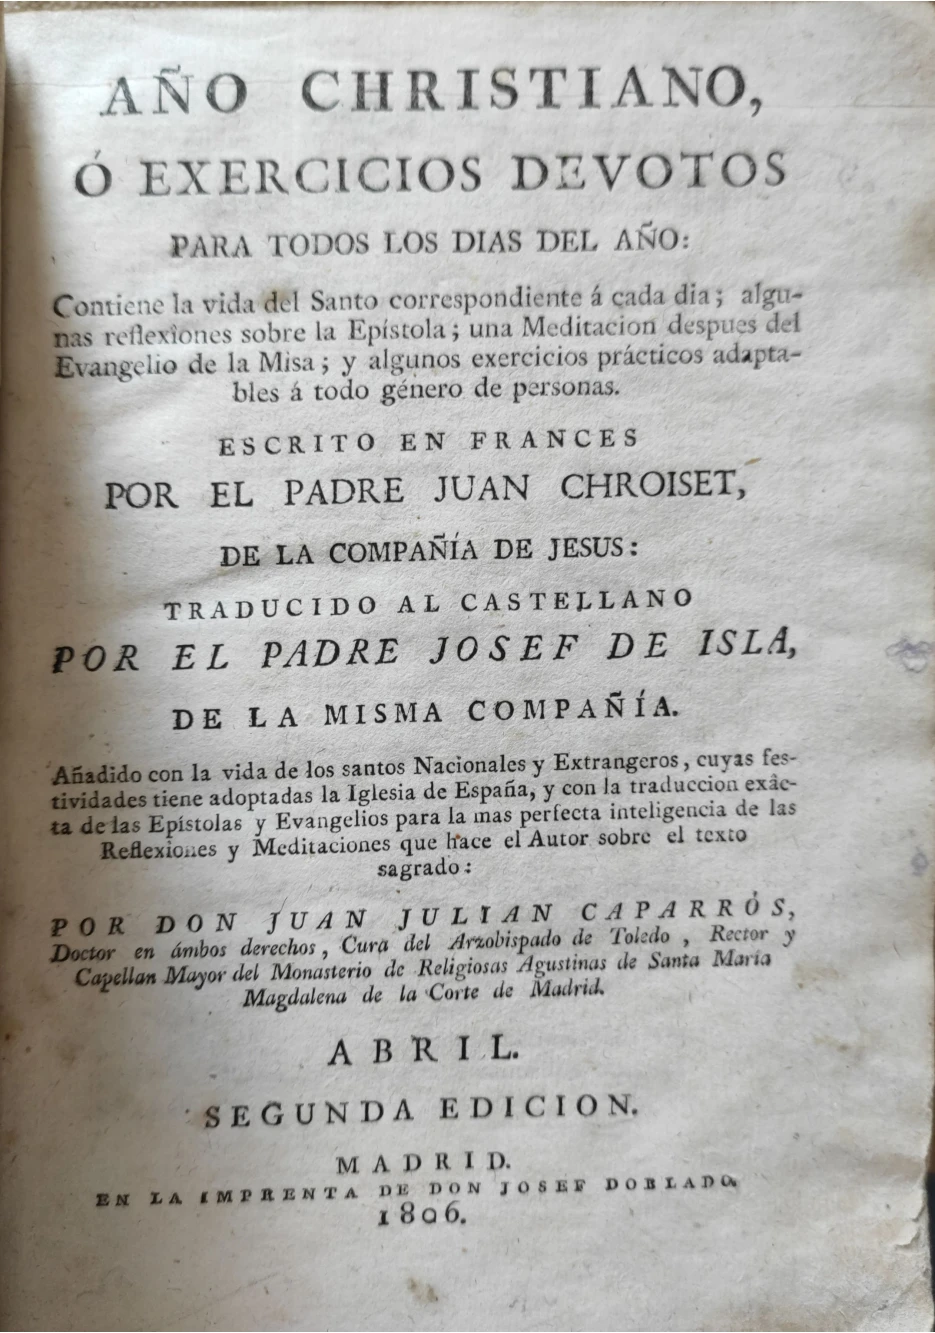 AÑO CHRISTIANO,
Ó EXERCICIOS DEVOTOS
PARA TODOS LOS DIAS DEL AÑO:
Contiene la vida del Santo correspondiente á cada dia; algu-
nas reflexîones sobre la Epístola; una Meditacion despues del
Evangelio de la Misa; y algunos exercicios prácticos adapta-
bles á todo género de personas.
ESCRITO EN FRANCES
POR EL PADRE JUAN CHROISET,
DE LA COMPAÑÍA DE JESUS:
TRADUCIDO AL CASTELLANO
POR EL PADRE JOSEF DE ISLA,
DE LA MISMA COMPAÑÍA.
Añadido con la vida de los santos Nacionales y Extrangeros, cuyas fes-
tividades tiene adoptadas la Iglesia de España, y con la traduccion exâc-
ta de las Epístolas y Evangelios para la mas perfecta inteligencia de las
Reflexîones y Meditaciones que hace el Autor sobre el texto
sagrado:
POR DON JUAN JULIAN CAPARRÓS,
Doctor en ámbos derechos, Cura del Arzobispado de Toledo, Rector y
Capellan Mayor del Monasterio de Religiosas Agustinas de Santa María
Magdalena de la Corte de Madrid.
ABRIL.
SEGUNDA EDICION.
MADRID.
EN LA IMPRENTA DE DON JOSEF DOBLADO.
1806.